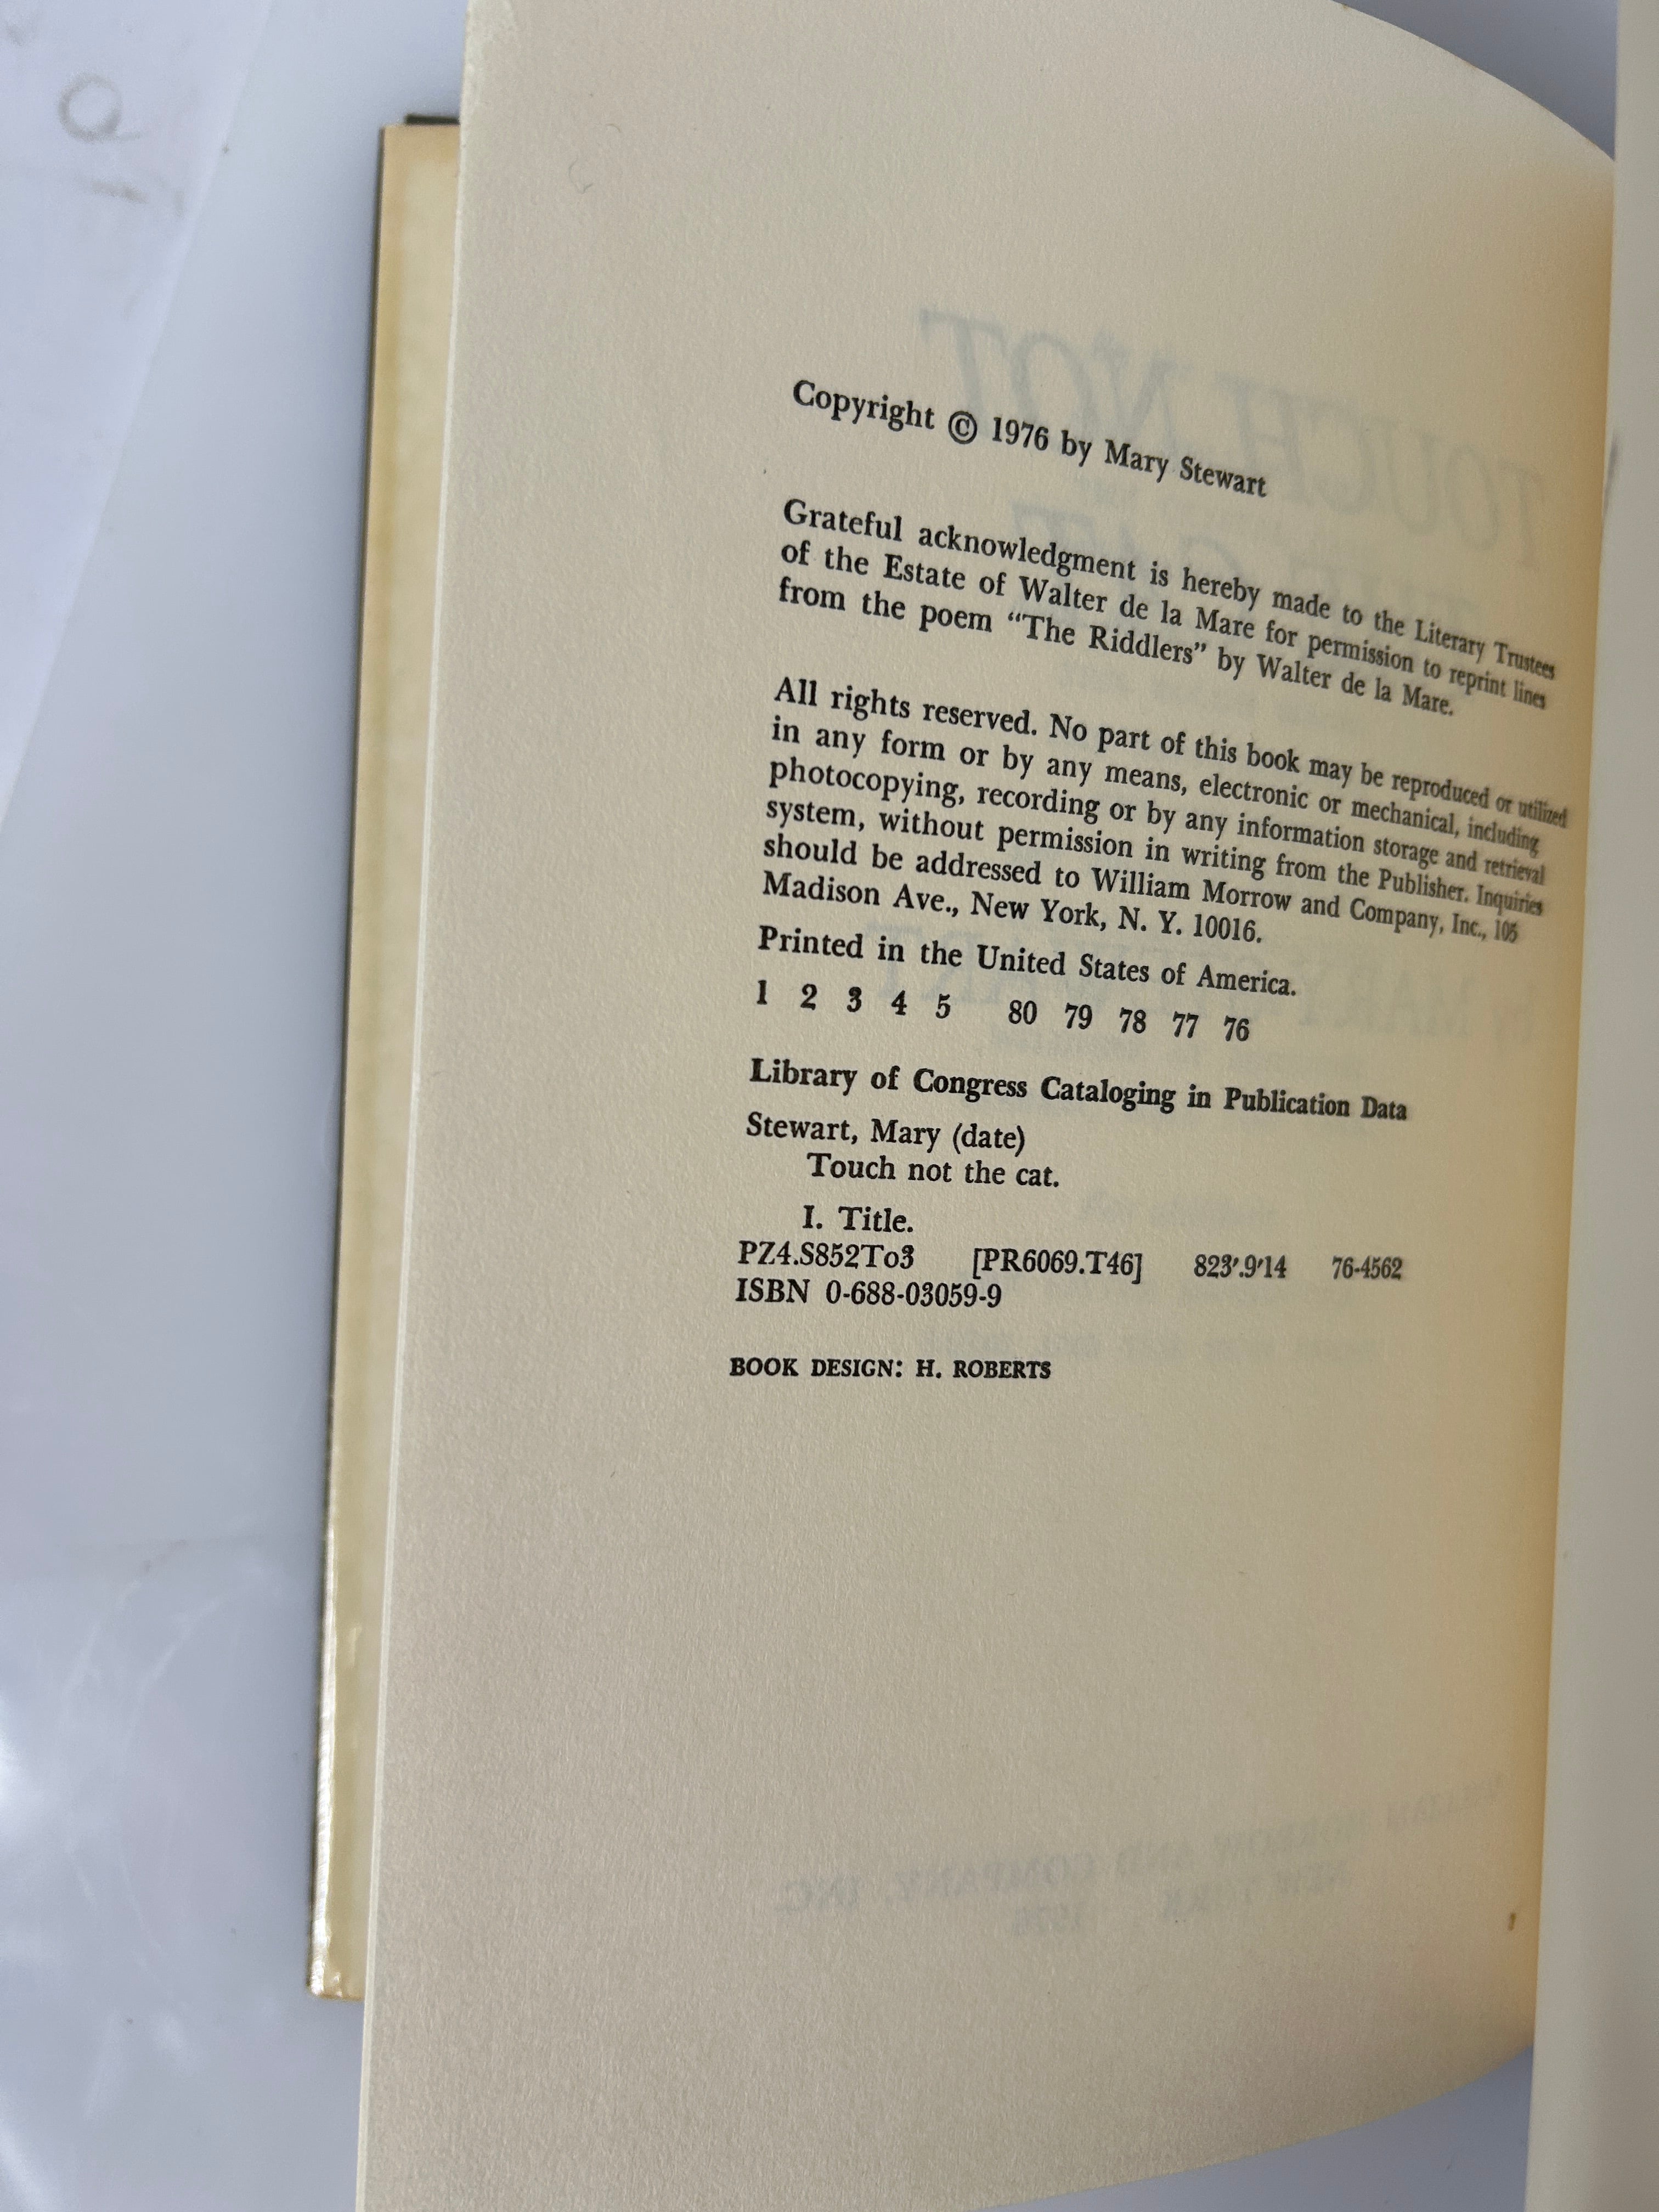 Copyright © 1976 by Mary Stewart
Grateful acknowledgment is hereby made to the Literary Trustees
of the Estate of Walter de la Mare for permission to reprint lines
from the poem “The Riddlers” by Walter de la Mare.
All rights reserved. No part of this book may be reproduced or utilized
in any form or by any means, electronic or mechanical, including
photocopying, recording or by any information storage and retrieval
system, without permission in writing from the Publisher. Inquiries
should be addressed to William Morrow and Company, Inc., 105
Madison Ave., New York, N. Y. 10016.
Printed in the United States of America.
1 2 3 4 5 80 79 78 77 76
Library of Congress Cataloging in Publication Data
Stewart, Mary (date)
Touch not the cat.
I. Title.
PZ4.S852To3 [PR6069.T46] 823'.9'14 76-4562
ISBN 0-688-03059-9
BOOK DESIGN: H. ROBERTS